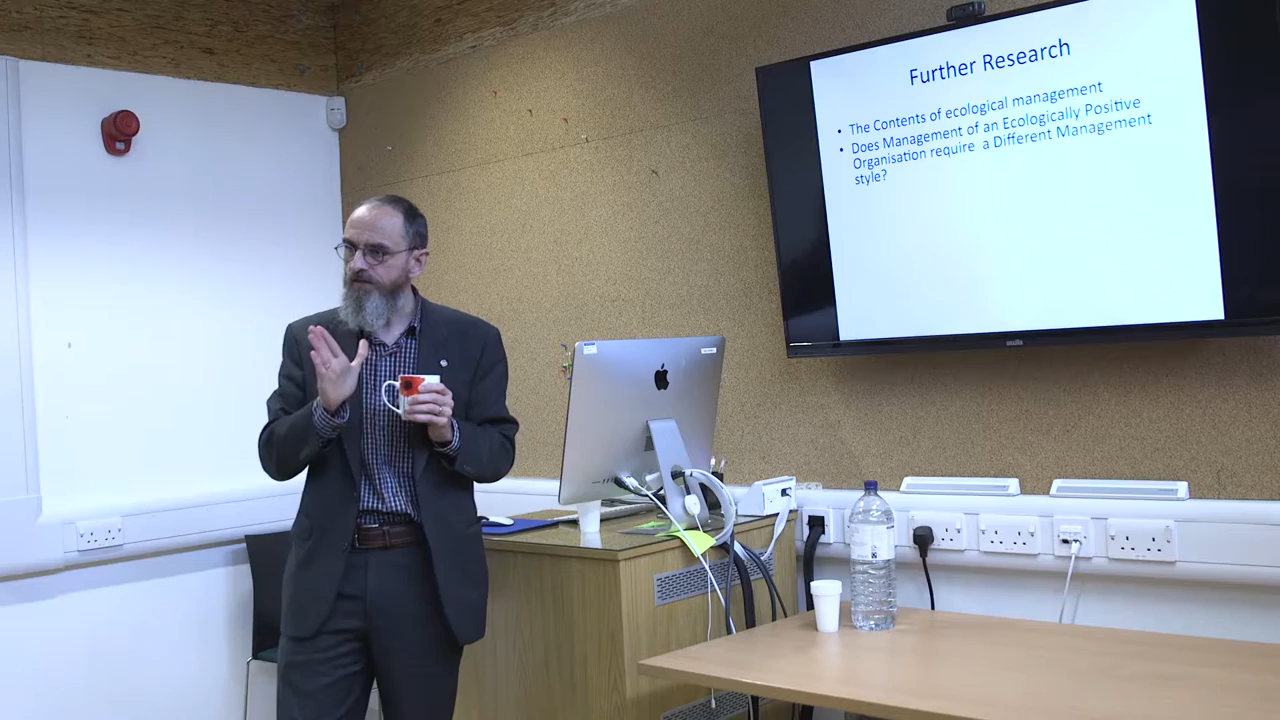 Further Research
• The Contents of ecological management
• Does Management of an Ecologically Positive
Organisation require a Different Management
style?